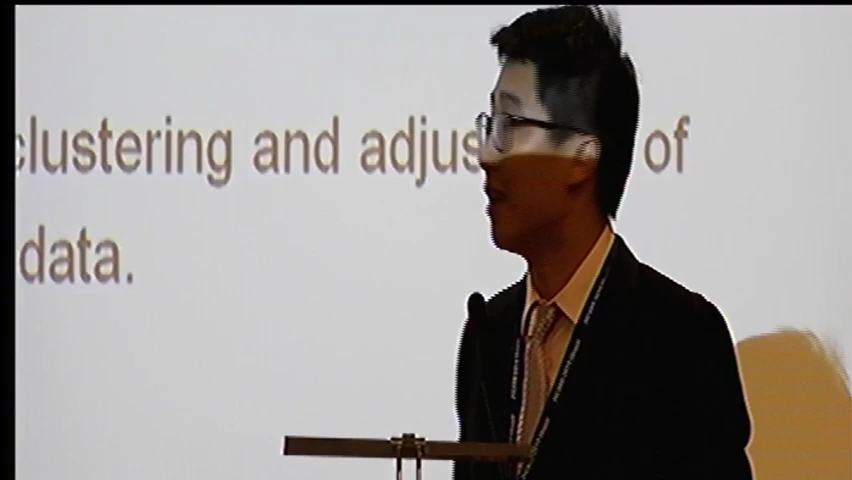 clustering and adjus of
data.